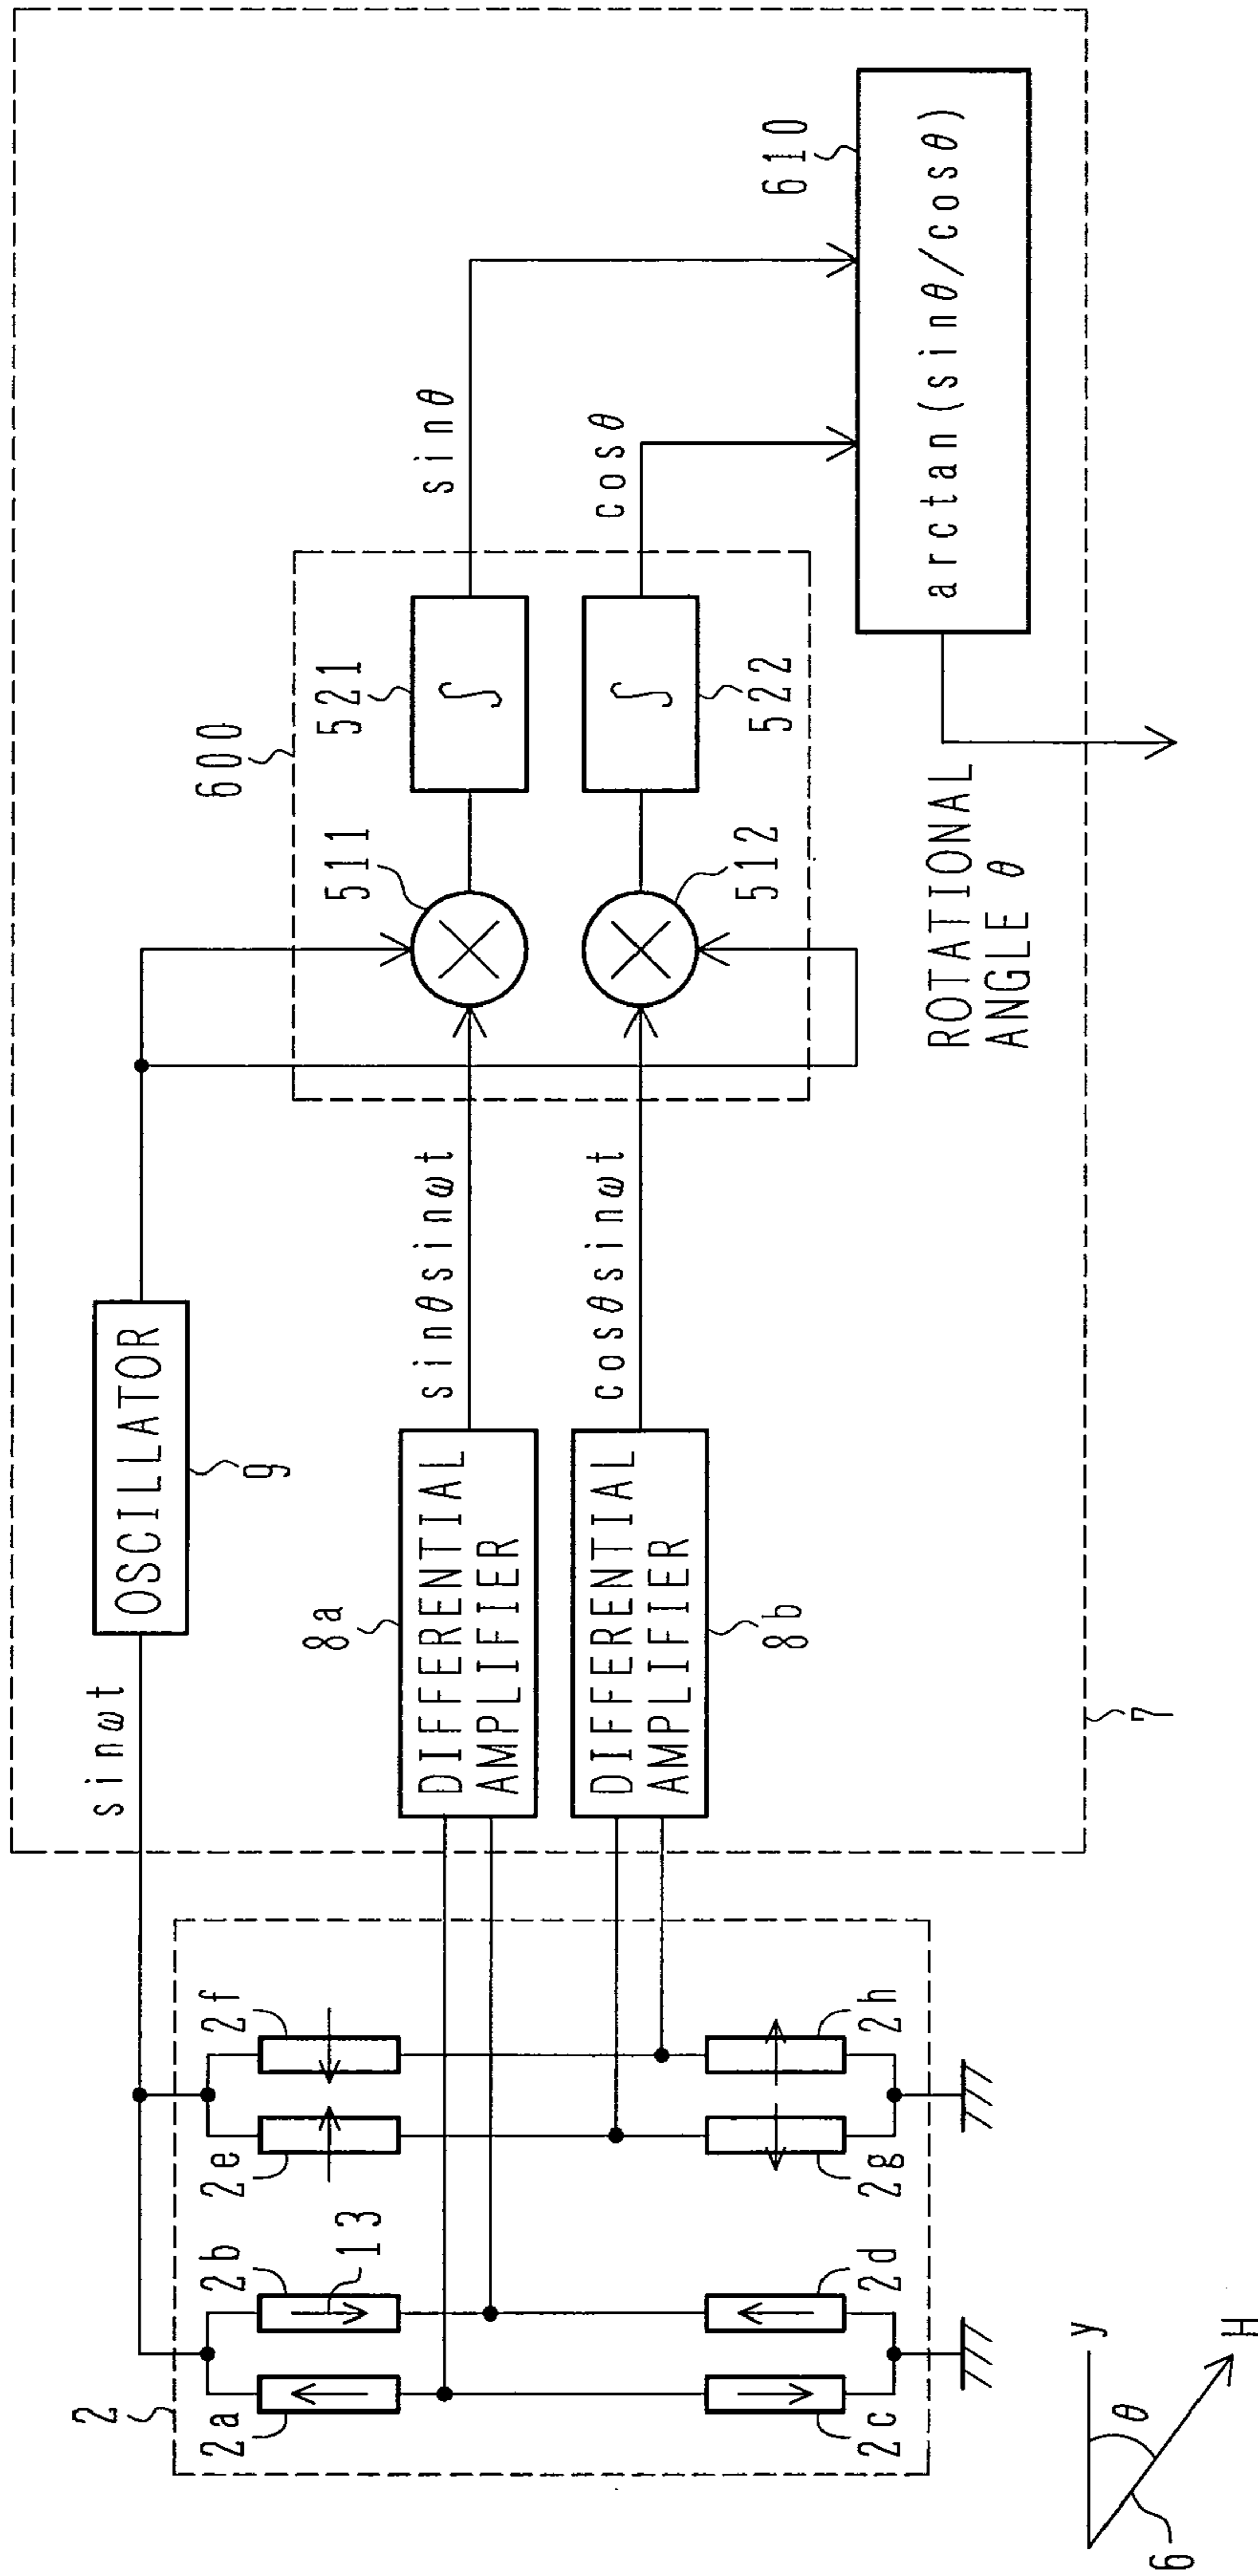 2
2a
2b
13
2c
2d
2e
2f
2g
2h
sinωt
OSCILLATOR
9
8a
DIFFERENTIAL
AMPLIFIER
DIFFERENTIAL
AMPLIFIER
8b
sinθsinωt
cosθsinωt
600
511
512
521
∫
∫
522
sinθ
cosθ
610
arctan(sinθ/cosθ)
ROTATIONAL
ANGLE θ
7
y
θ
H
6